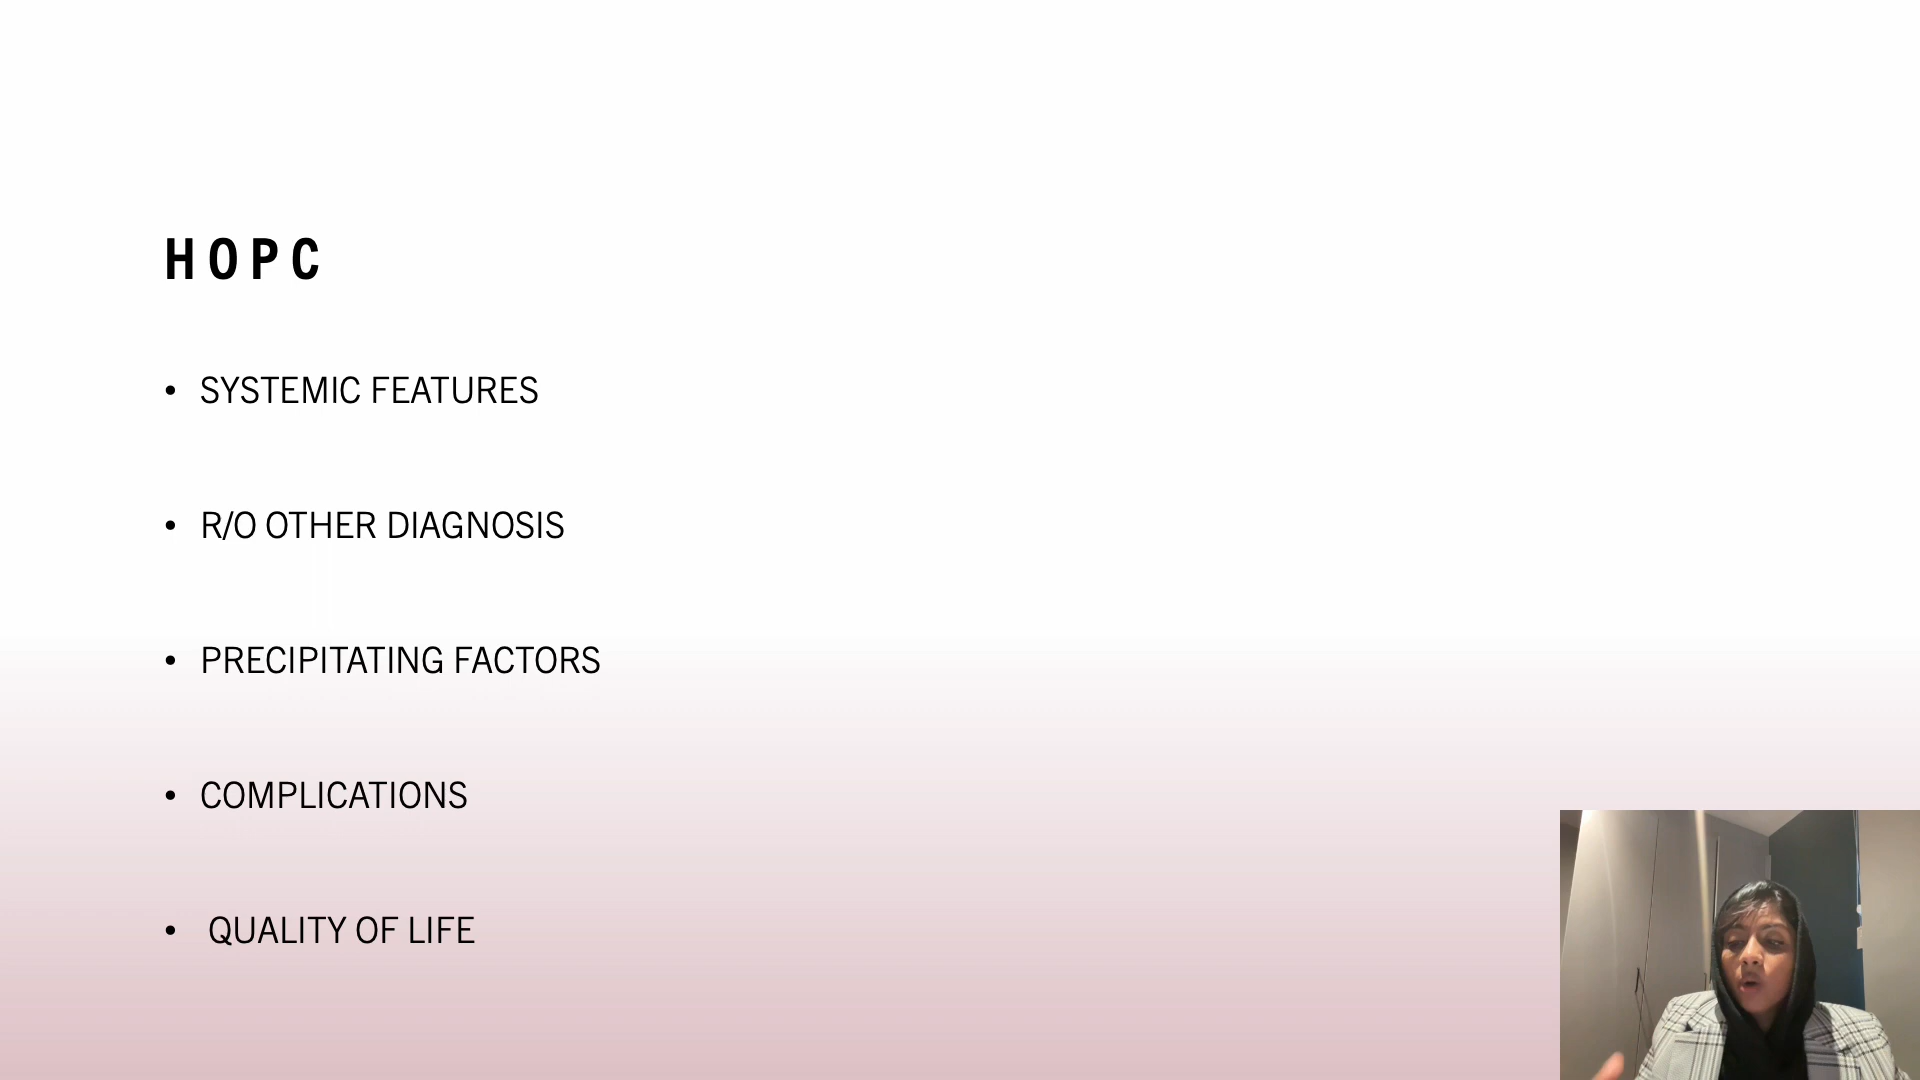 HOPC
• SYSTEMIC FEATURES
• R/O OTHER DIAGNOSIS
• PRECIPITATING FACTORS
• COMPLICATIONS
• QUALITY OF LIFE